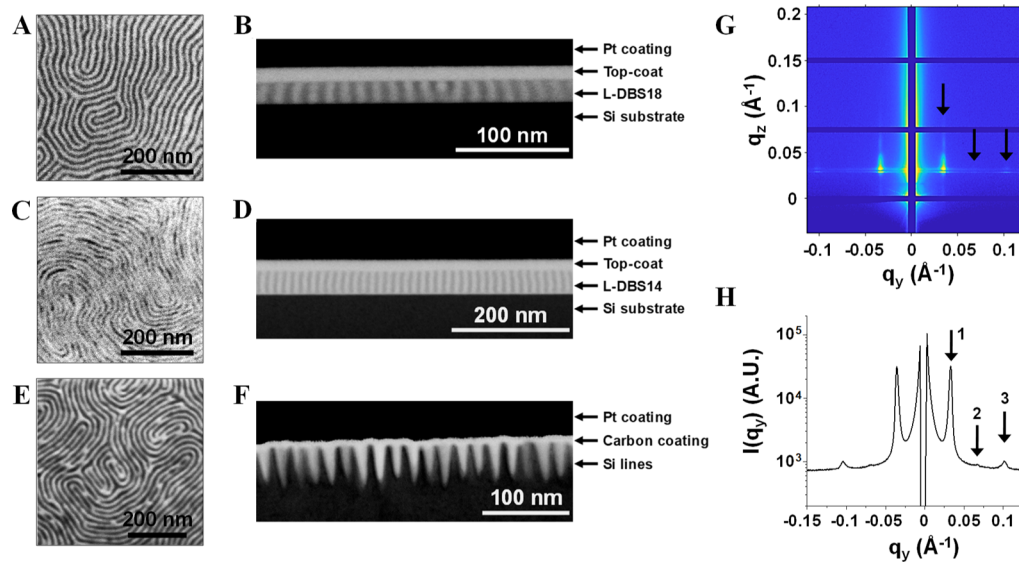 A
200 nm
B
Pt coating
Top-coat
L-DBS18
Si substrate
100 nm
C
200 nm
D
Pt coating
Top-coat
L-DBS14
Si substrate
200 nm
E
200 nm
F
Pt coating
Carbon coating
Si lines
100 nm
G
0.20
0.15
0.10
0.05
0
qz (Å-1)
-0.1
-0.05
0
0.05
0.1
qy (Å-1)
H
10^5
10^4
10^3
I(qy) (A.U.)
1
2
3
-0.15
-0.1
-0.05
0
0.05
0.1
qy (Å-1)